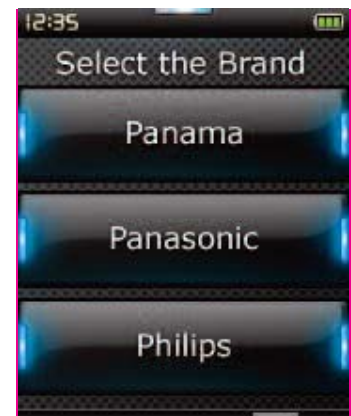 12:35
Select the Brand
Panama
Panasonic
Philips